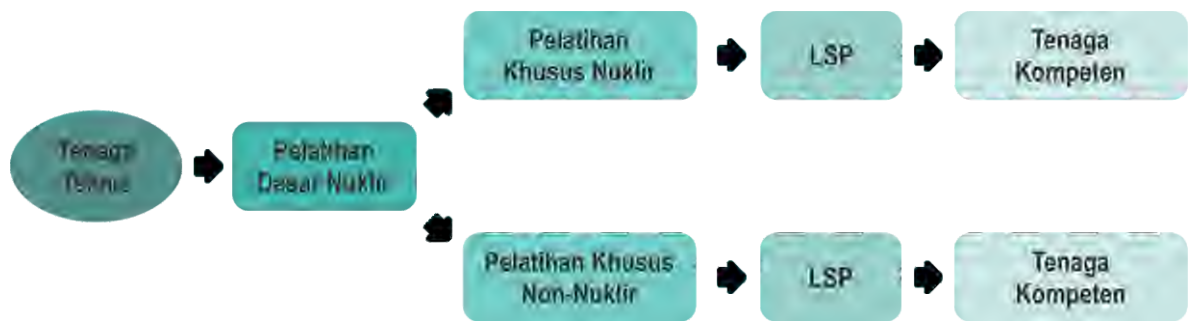 Pelatihan
Khusus Nuklir
LSP
Tenaga
Kompeten
Tenaga
Teknis
Pelatihan
Dasar Nuklir
Pelatihan Khusus
Non-Nuklir
LSP
Tenaga
Kompeten